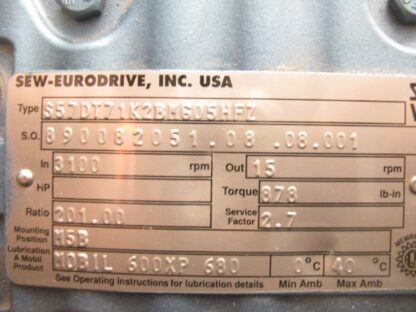 SEW-EURODRIVE, INC. USA
Type S57DT71K2BMG05HFZ
S.O. 890082051.08 .08.001
In 3100 rpm Out 15 rpm
HP Torque 878 lb-in
Ratio 201.00 Service Factor 2.7
Mounting Position M5B
Lubrication A Mobil Product MOBIL 600XP 680 0 °C 40 °C
See Operating Instructions for lubrication details Min Amb Max Amb